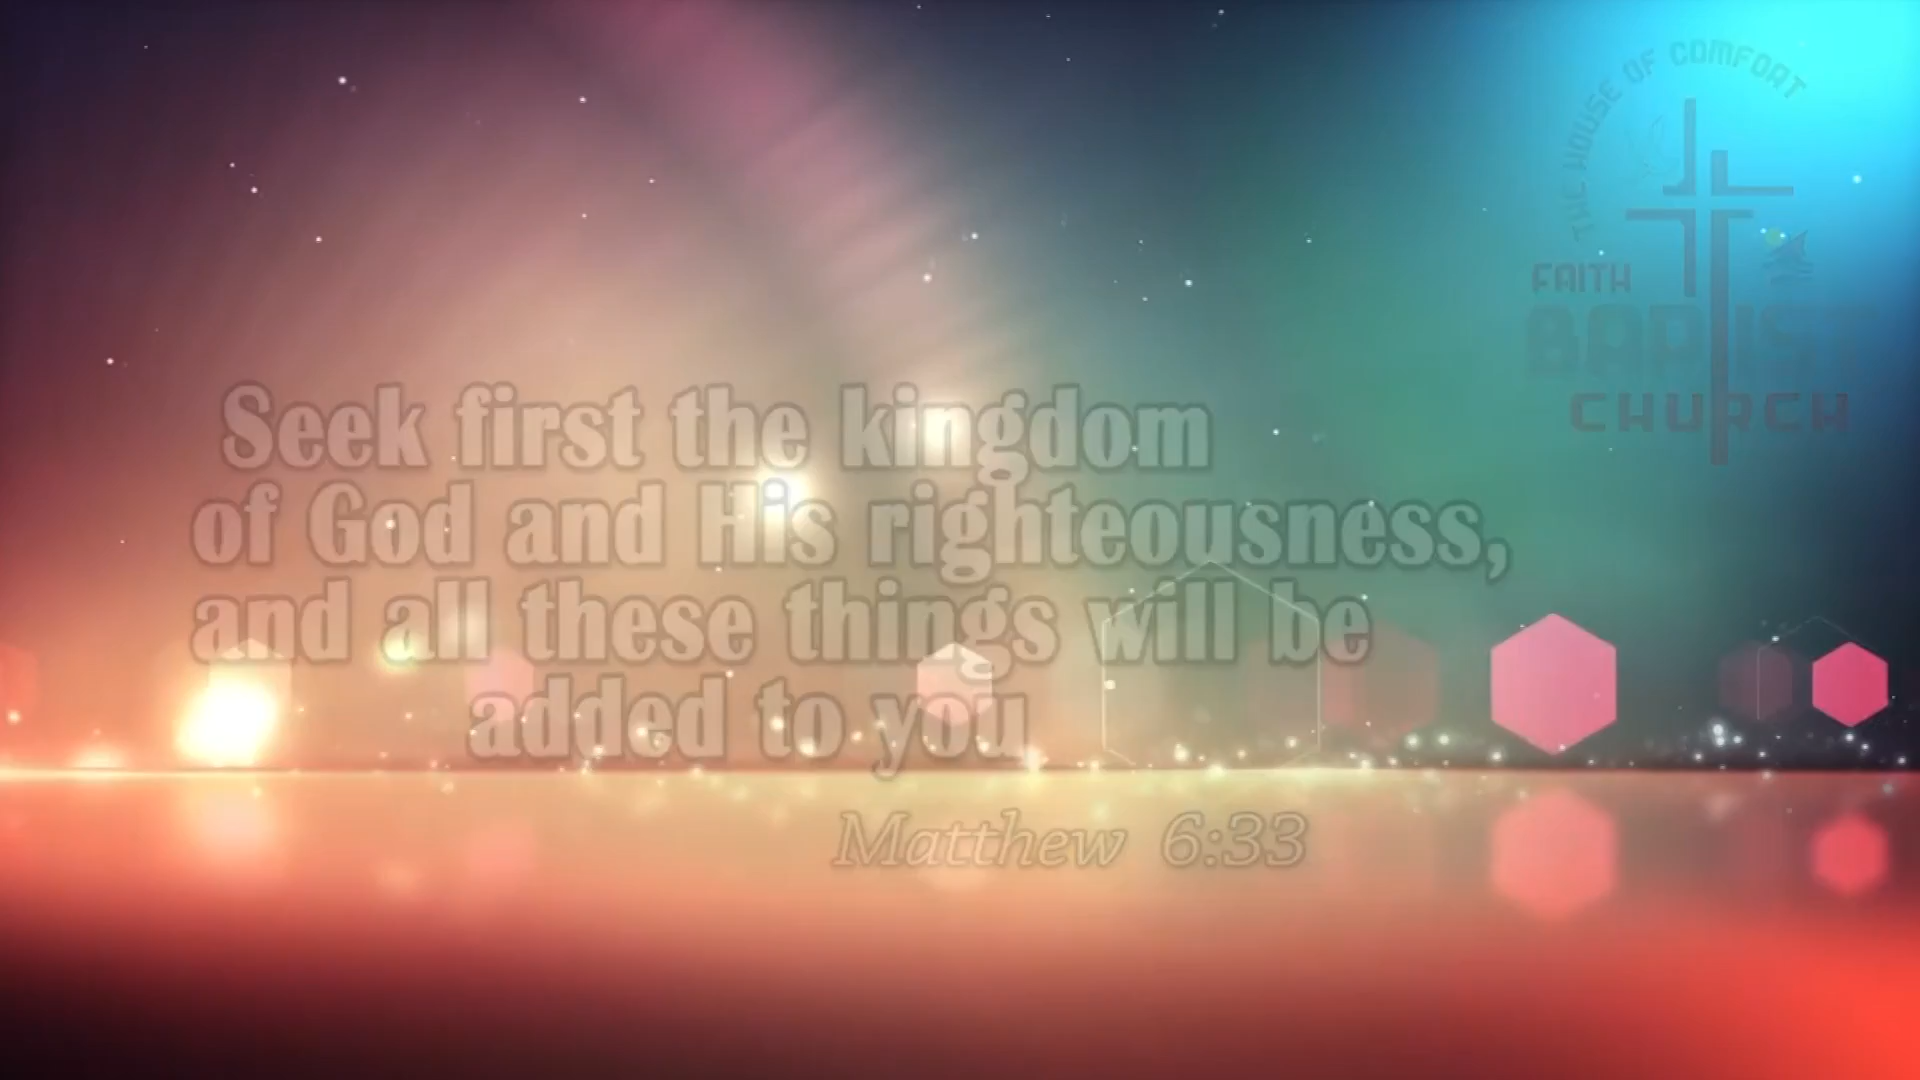 THE HOUSE OF COMFORT
FAITH
BAPTIST
CHURCH
Seek first the kingdom
of God and His righteousness,
and all these things will be
added to you
Matthew 6:33